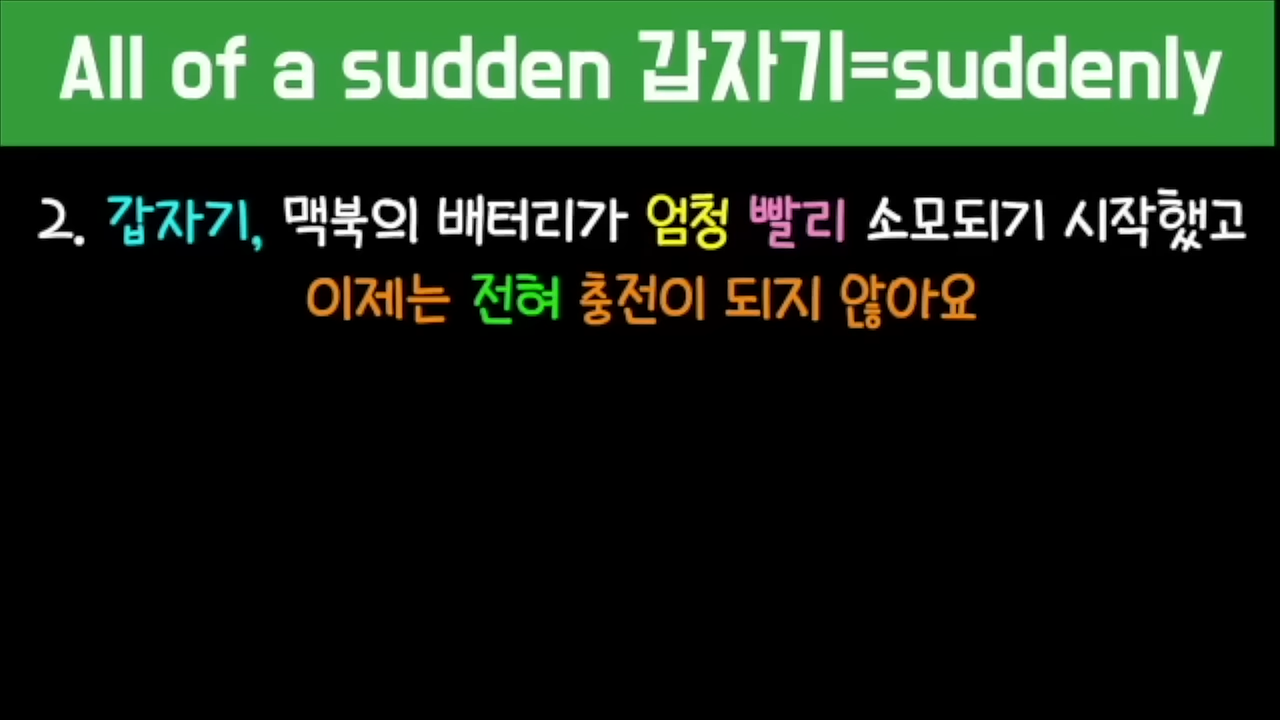 All of a sudden 갑자기=suddenly
2. 갑자기, 맥북의 배터리가 엄청 빨리 소모되기 시작했고
이제는 전혀 충전이 되지 않아요